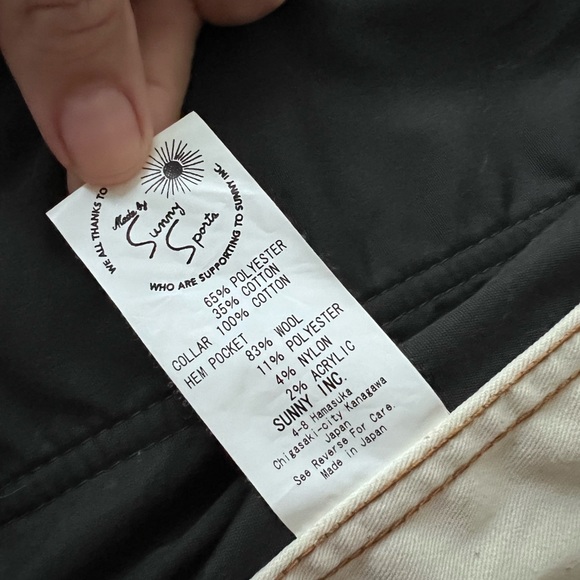 WE ALL THANKS TO
Made by
Sunny
Sports
WHO ARE SUPPORTING TO SUNNY INC
65% POLYESTER
35% COTTON
COLLAR 100% COTTON
HEM POCKET
83% WOOL
11% POLYESTER
4% NYLON
2% ACRYLIC
SUNNY INC.
4-8 Hamasuka
Chigasaki-city Kanagawa
Japan
See Reverse For Care.
Made in Japan